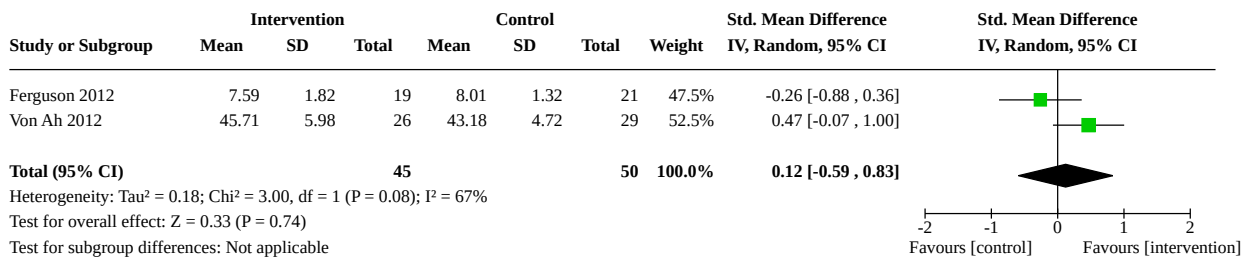 Intervention Control Std. Mean Difference Std. Mean Difference
Study or Subgroup Mean SD Total Mean SD Total Weight IV, Random, 95% CI IV, Random, 95% CI
Ferguson 2012 7.59 1.82 19 8.01 1.32 21 47.5% -0.26 [-0.88 , 0.36]
Von Ah 2012 45.71 5.98 26 43.18 4.72 29 52.5% 0.47 [-0.07 , 1.00]
Total (95% CI) 45 50 100.0% 0.12 [-0.59 , 0.83]
Heterogeneity: Tau² = 0.18; Chi² = 3.00, df = 1 (P = 0.08); I² = 67%
Test for overall effect: Z = 0.33 (P = 0.74)
Test for subgroup differences: Not applicable
-2 -1 0 1 2
Favours [control] Favours [intervention]